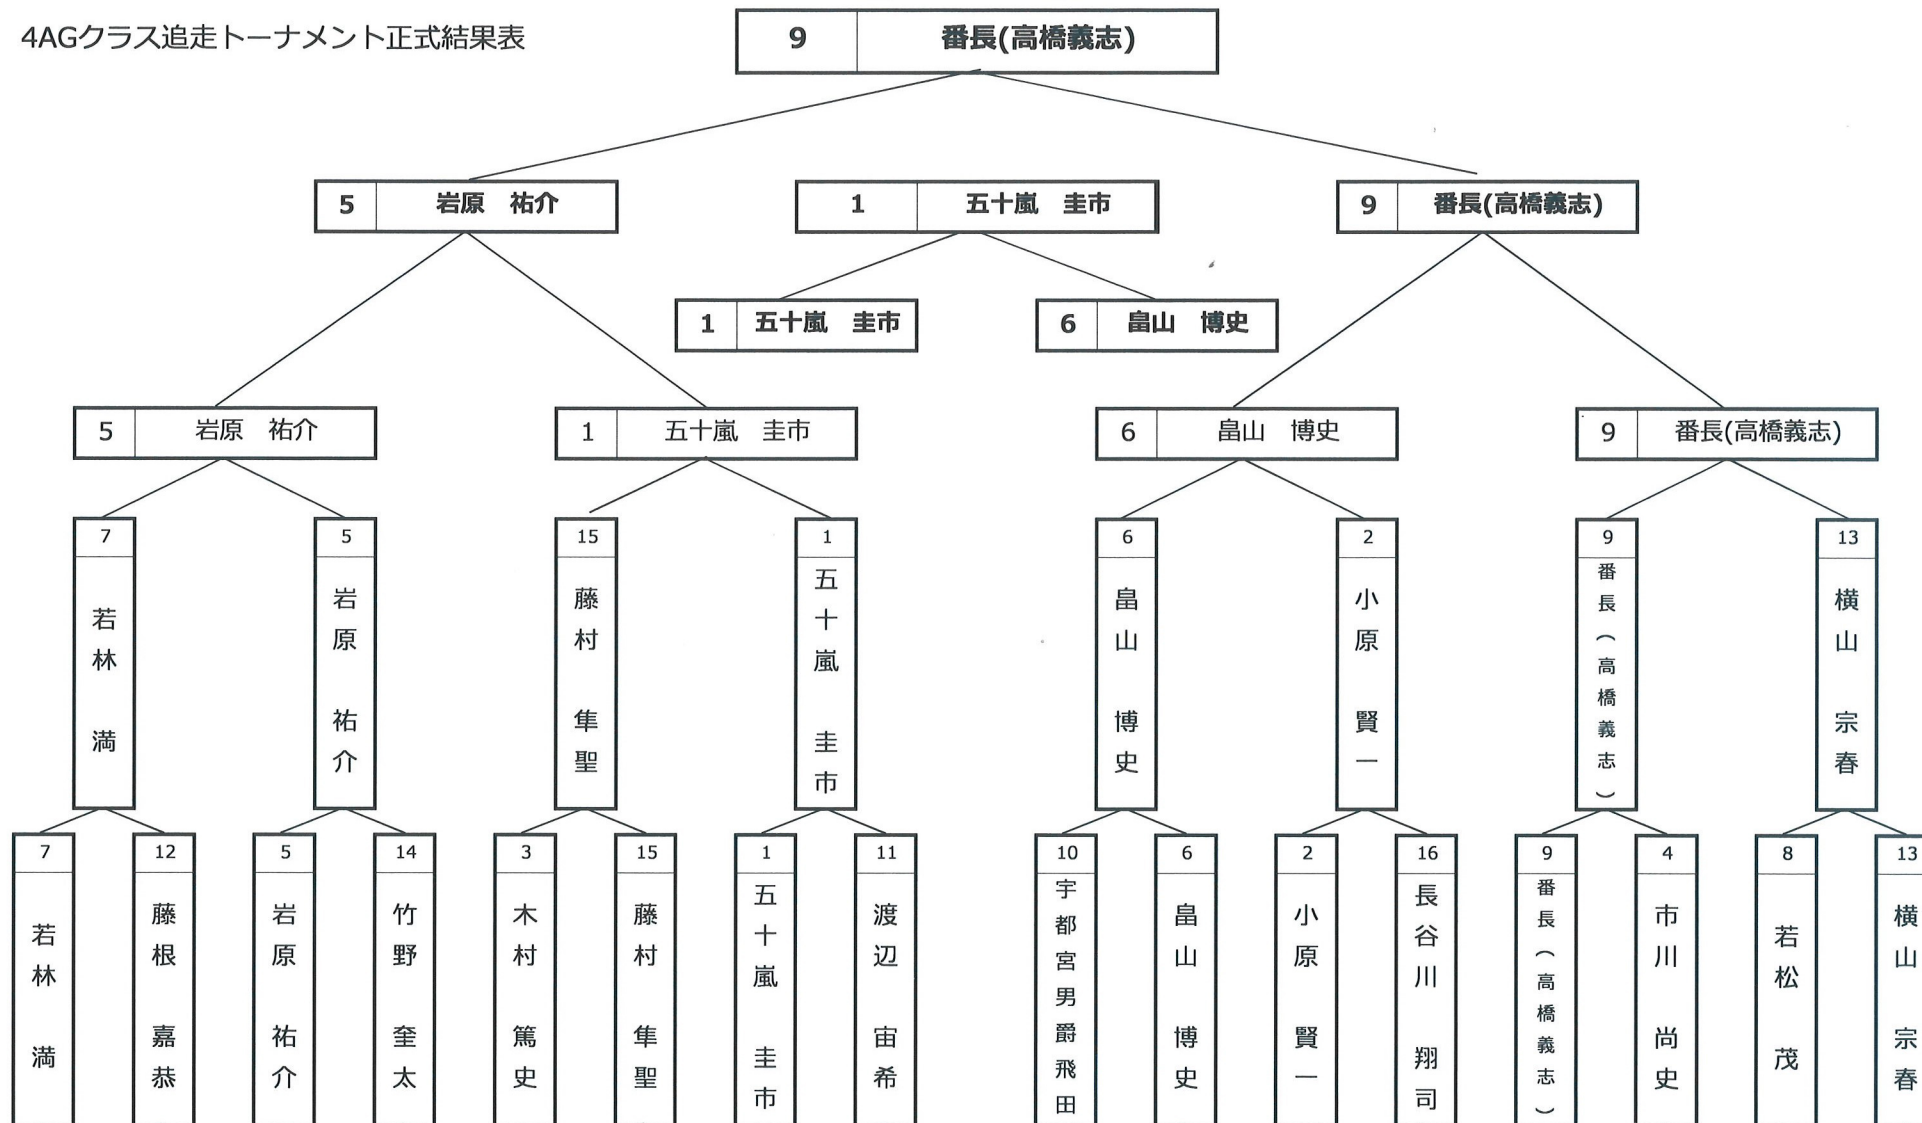 4AGクラス追走トーナメント正式結果表
9 番長(高橋義志)
5 岩原 祐介
1 五十嵐 圭市
9 番長(高橋義志)
1 五十嵐 圭市
6 畠山 博史
5 岩原 祐介
1 五十嵐 圭市
6 畠山 博史
9 番長(高橋義志)
7 若林 満
5 岩原 祐介
15 藤村 隼聖
1 五十嵐 圭市
6 畠山 博史
2 小原 賢一
9 番長(高橋義志)
13 横山 宗春
7 若林 満
12 藤根 嘉恭
5 岩原 祐介
14 竹野 奎太
3 木村 篤史
15 藤村 隼聖
1 五十嵐 圭市
11 渡辺 宙希
10 宇都宮男爵飛田
6 畠山 博史
2 小原 賢一
16 長谷川 翔司
9 番長(高橋義志)
4 市川 尚史
8 若松 茂
13 横山 宗春